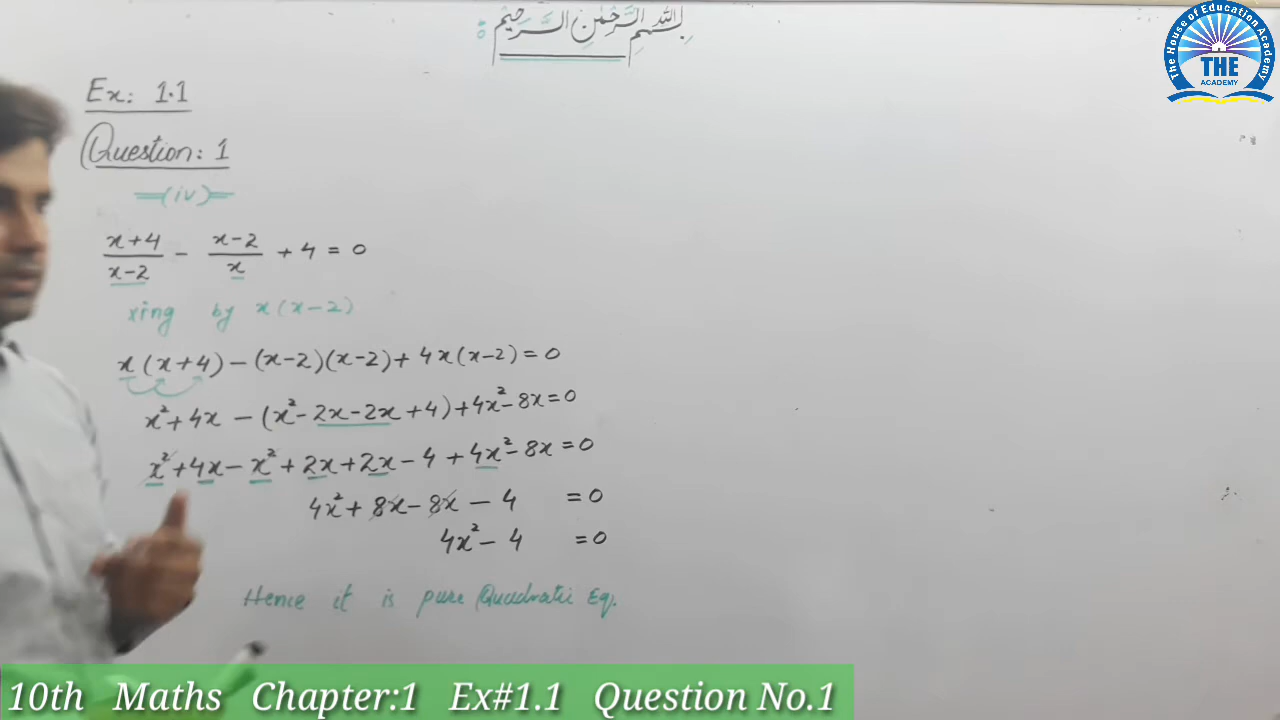 بسم الله الرحمن الرحيم :
The House of Education Academy
THE
ACADEMY
Ex: 1.1
Question: 1
(iv)
x+4/x-2 - x-2/x + 4 = 0
xing by x(x-2)
x(x+4) - (x-2)(x-2) + 4x(x-2) = 0
x² + 4x - (x² - 2x - 2x + 4) + 4x² - 8x = 0
x² + 4x - x² + 2x + 2x - 4 + 4x² - 8x = 0
4x² + 8x - 8x - 4 = 0
4x² - 4 = 0
Hence it is pure Quadratic Eq.
10th Maths Chapter:1 Ex#1.1 Question No.1